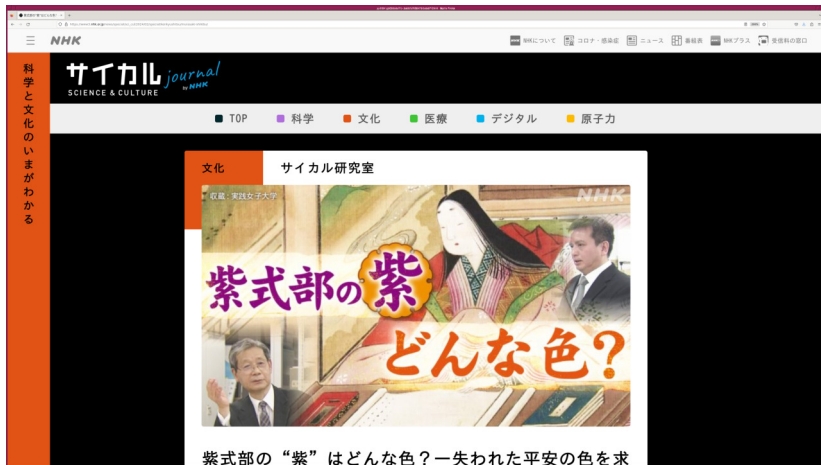 NHK
NHKについて
コロナ・感染症
ニュース
番組表
NHKプラス
受信料の窓口
科学と文化のいまがわかる
サイカル journal
SCIENCE & CULTURE by NHK
TOP
科学
文化
医療
デジタル
原子力
文化
サイカル研究室
収蔵・実践女子大学
NHK
紫式部の紫
どんな色?
紫式部の“紫”はどんな色?ー失われた平安の色を求